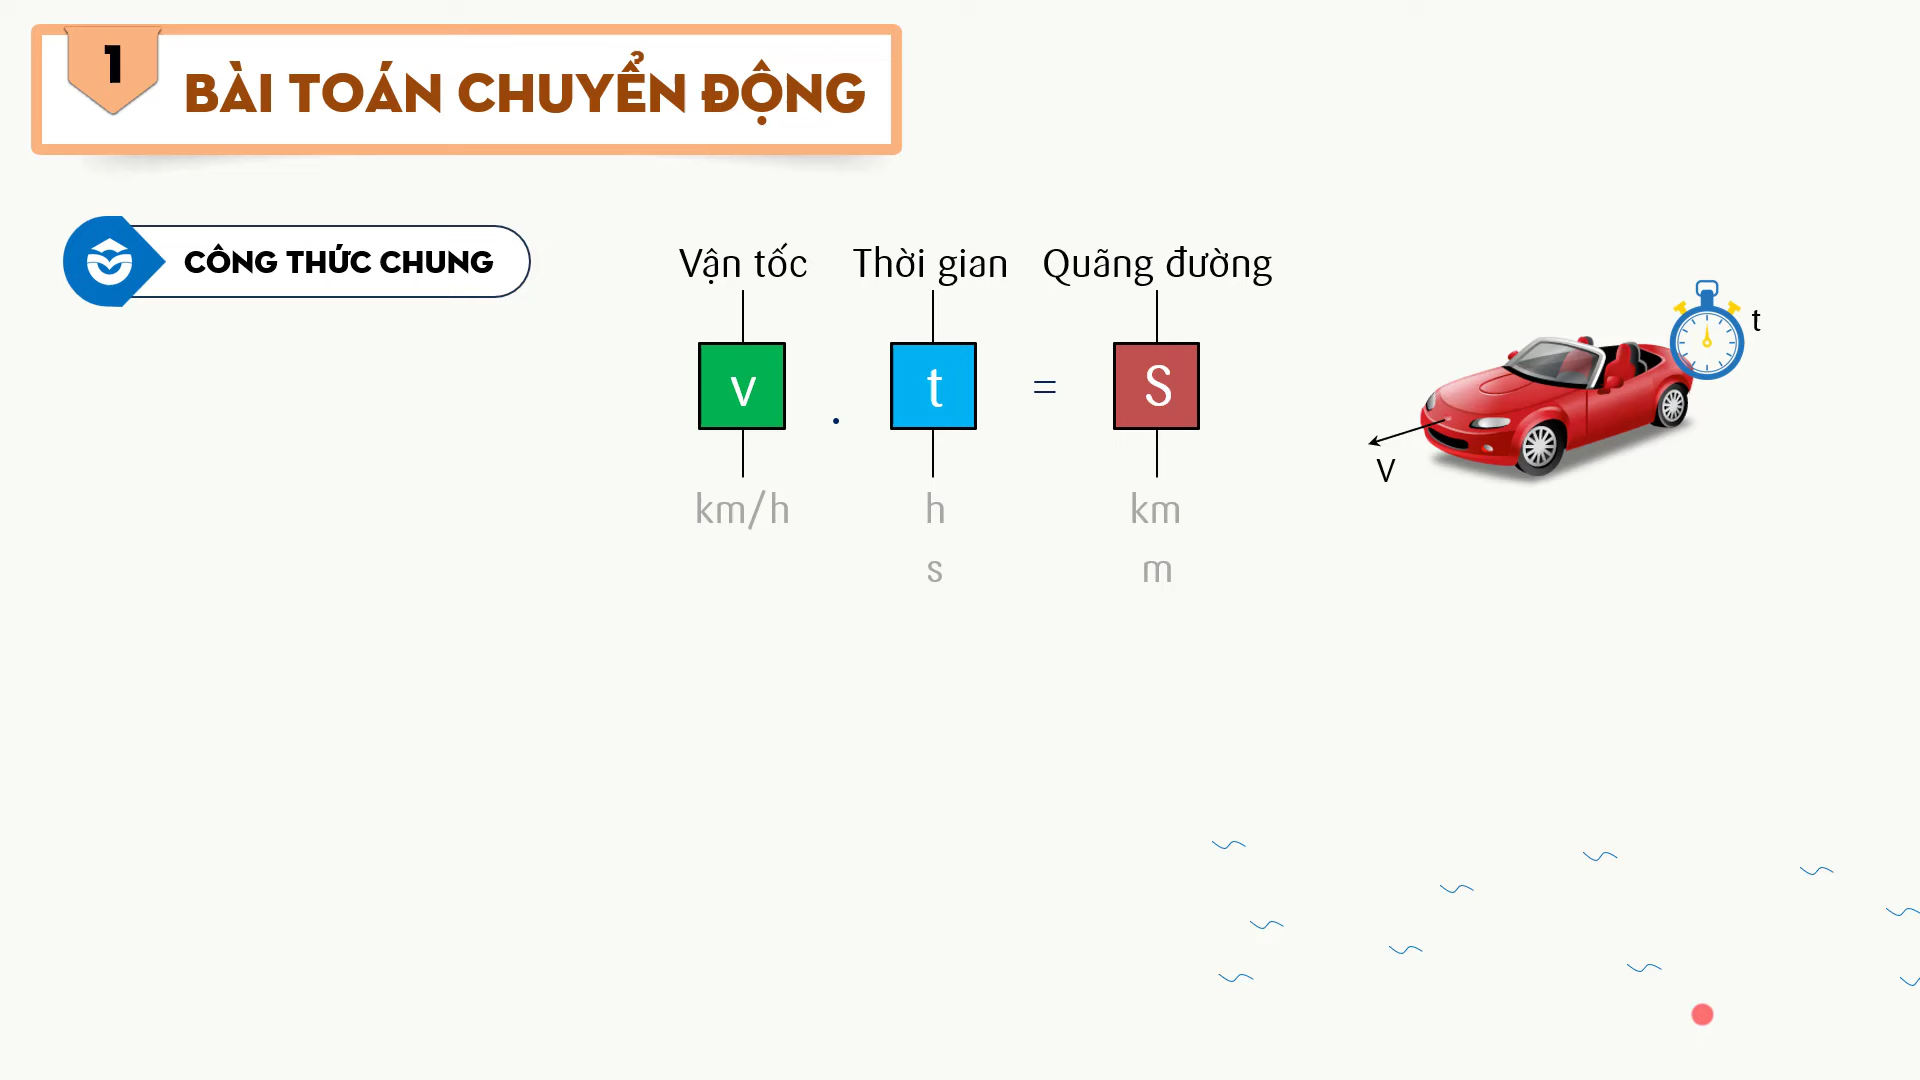 1
BÀI TOÁN CHUYỂN ĐỘNG
CÔNG THỨC CHUNG
Vận tốc Thời gian Quãng đường
v . t = S
km/h h km
s m
t
V